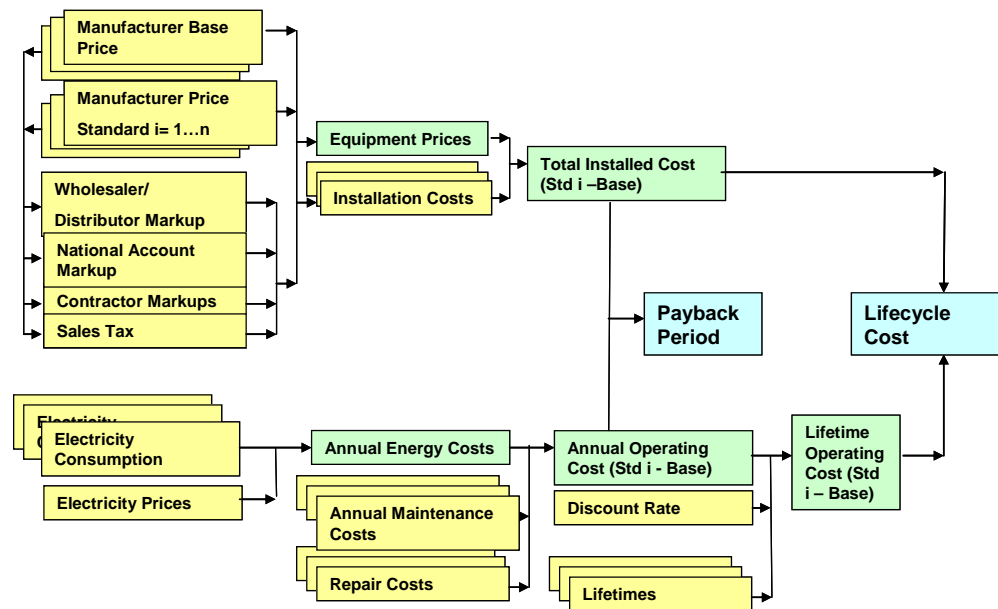 Manufacturer Base
Price
Manufacturer Price
Standard i= 1…n
Wholesaler/
Distributor Markup
National Account
Markup
Contractor Markups
Sales Tax
Equipment Prices
Installation Costs
Total Installed Cost
(Std i –Base)
Payback
Period
Lifecycle
Cost
Electricity
Consumption
Electricity Prices
Annual Energy Costs
Annual Maintenance
Costs
Repair Costs
Annual Operating
Cost (Std i - Base)
Discount Rate
Lifetimes
Lifetime
Operating
Cost (Std
i – Base)